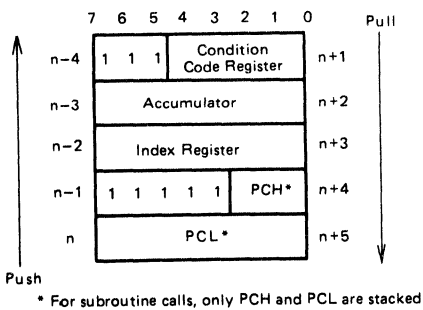 7 6 5 4 3 2 1 0
Pull
n-4 1 1 1 Condition Code Register n+1
n-3 Accumulator n+2
n-2 Index Register n+3
n-1 1 1 1 1 1 PCH* n+4
n PCL* n+5
Push
* For subroutine calls, only PCH and PCL are stacked